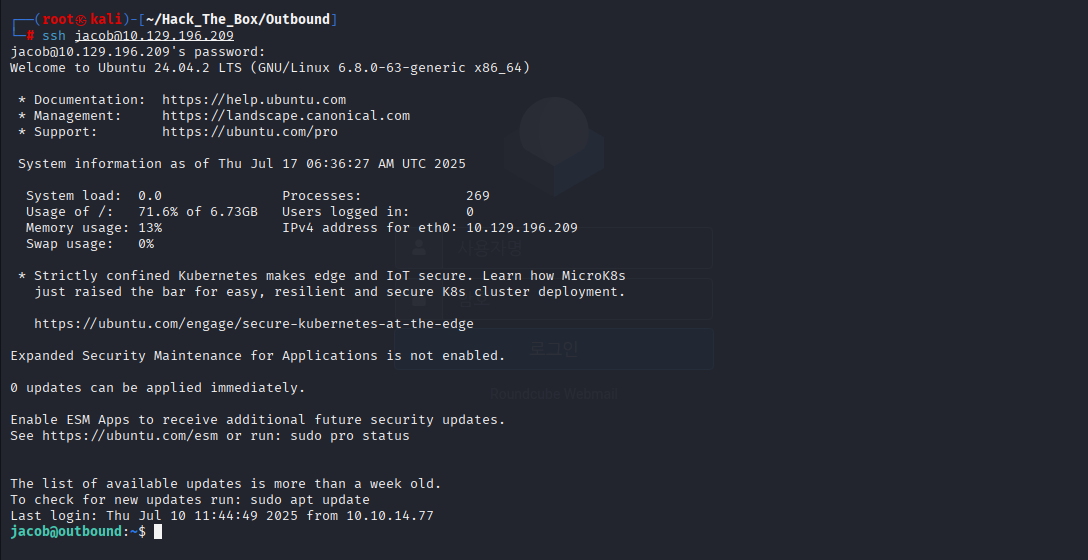 ┌──(root㉿kali)-[~/Hack_The_Box/Outbound]
└─# ssh jacob@10.129.196.209
jacob@10.129.196.209's password:
Welcome to Ubuntu 24.04.2 LTS (GNU/Linux 6.8.0-63-generic x86_64)
* Documentation:  https://help.ubuntu.com
* Management:     https://landscape.canonical.com
* Support:        https://ubuntu.com/pro
System information as of Thu Jul 17 06:36:27 AM UTC 2025
System load:  0.0               Processes:             269
Usage of /:   71.6% of 6.73GB   Users logged in:       0
Memory usage: 13%               IPv4 address for eth0: 10.129.196.209
Swap usage:   0%
사용자명
* Strictly confined Kubernetes makes edge and IoT secure. Learn how MicroK8s
just raised the bar for easy, resilient and secure K8s cluster deployment.
https://ubuntu.com/engage/secure-kubernetes-at-the-edge
로그인
Expanded Security Maintenance for Applications is not enabled.
0 updates can be applied immediately.
Roundcube Webmail
Enable ESM Apps to receive additional future security updates.
See https://ubuntu.com/esm or run: sudo pro status
The list of available updates is more than a week old.
To check for new updates run: sudo apt update
Last login: Thu Jul 10 11:44:49 2025 from 10.10.14.77
jacob@outbound:~$